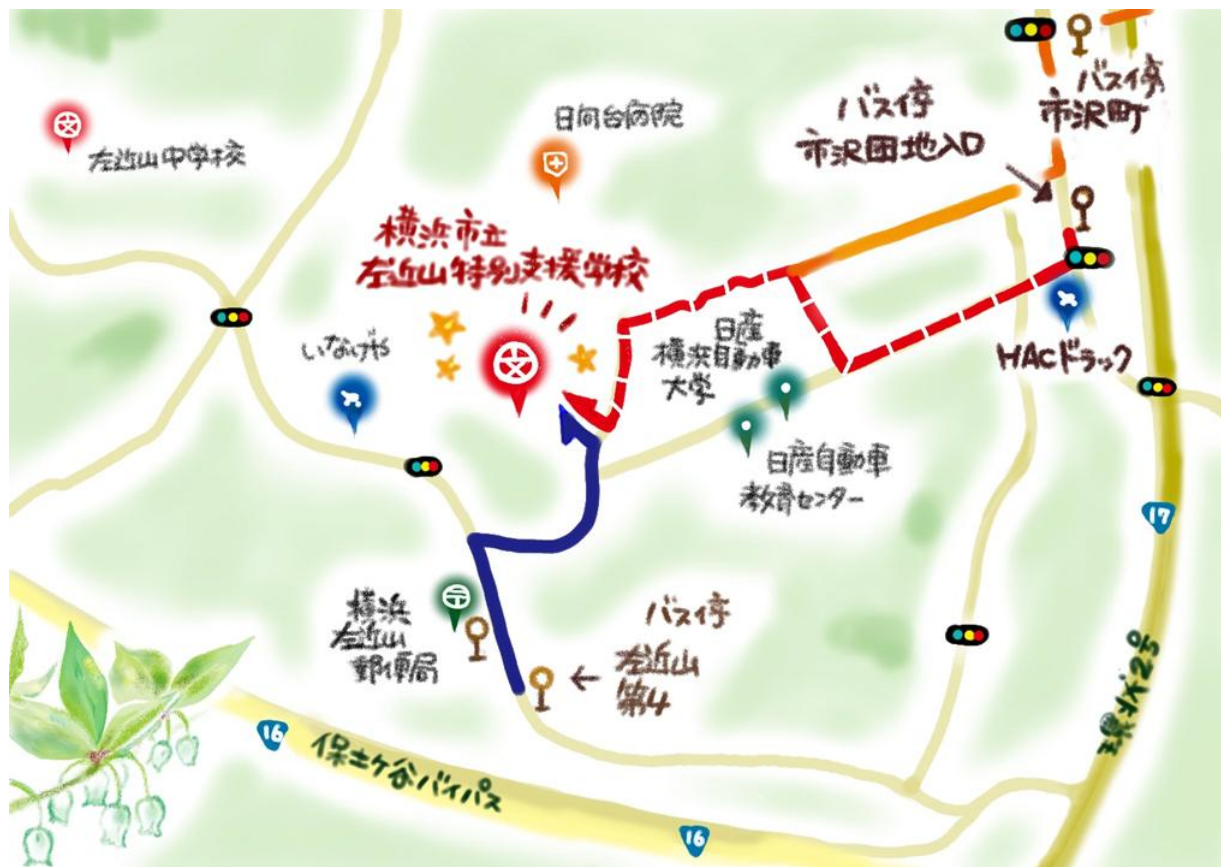 バス停
市沢町
バス停
市沢団地入口
日向台病院
左近山中学校
横浜市立
左近山特別支援学校
いなげや
日産
横浜自動車
大学
HACドラック
日産自動車
教育センター
17
横浜
左近山
郵便局
バス停
← 左近山
第4
環状2号
16
保土ケ谷バイパス
16